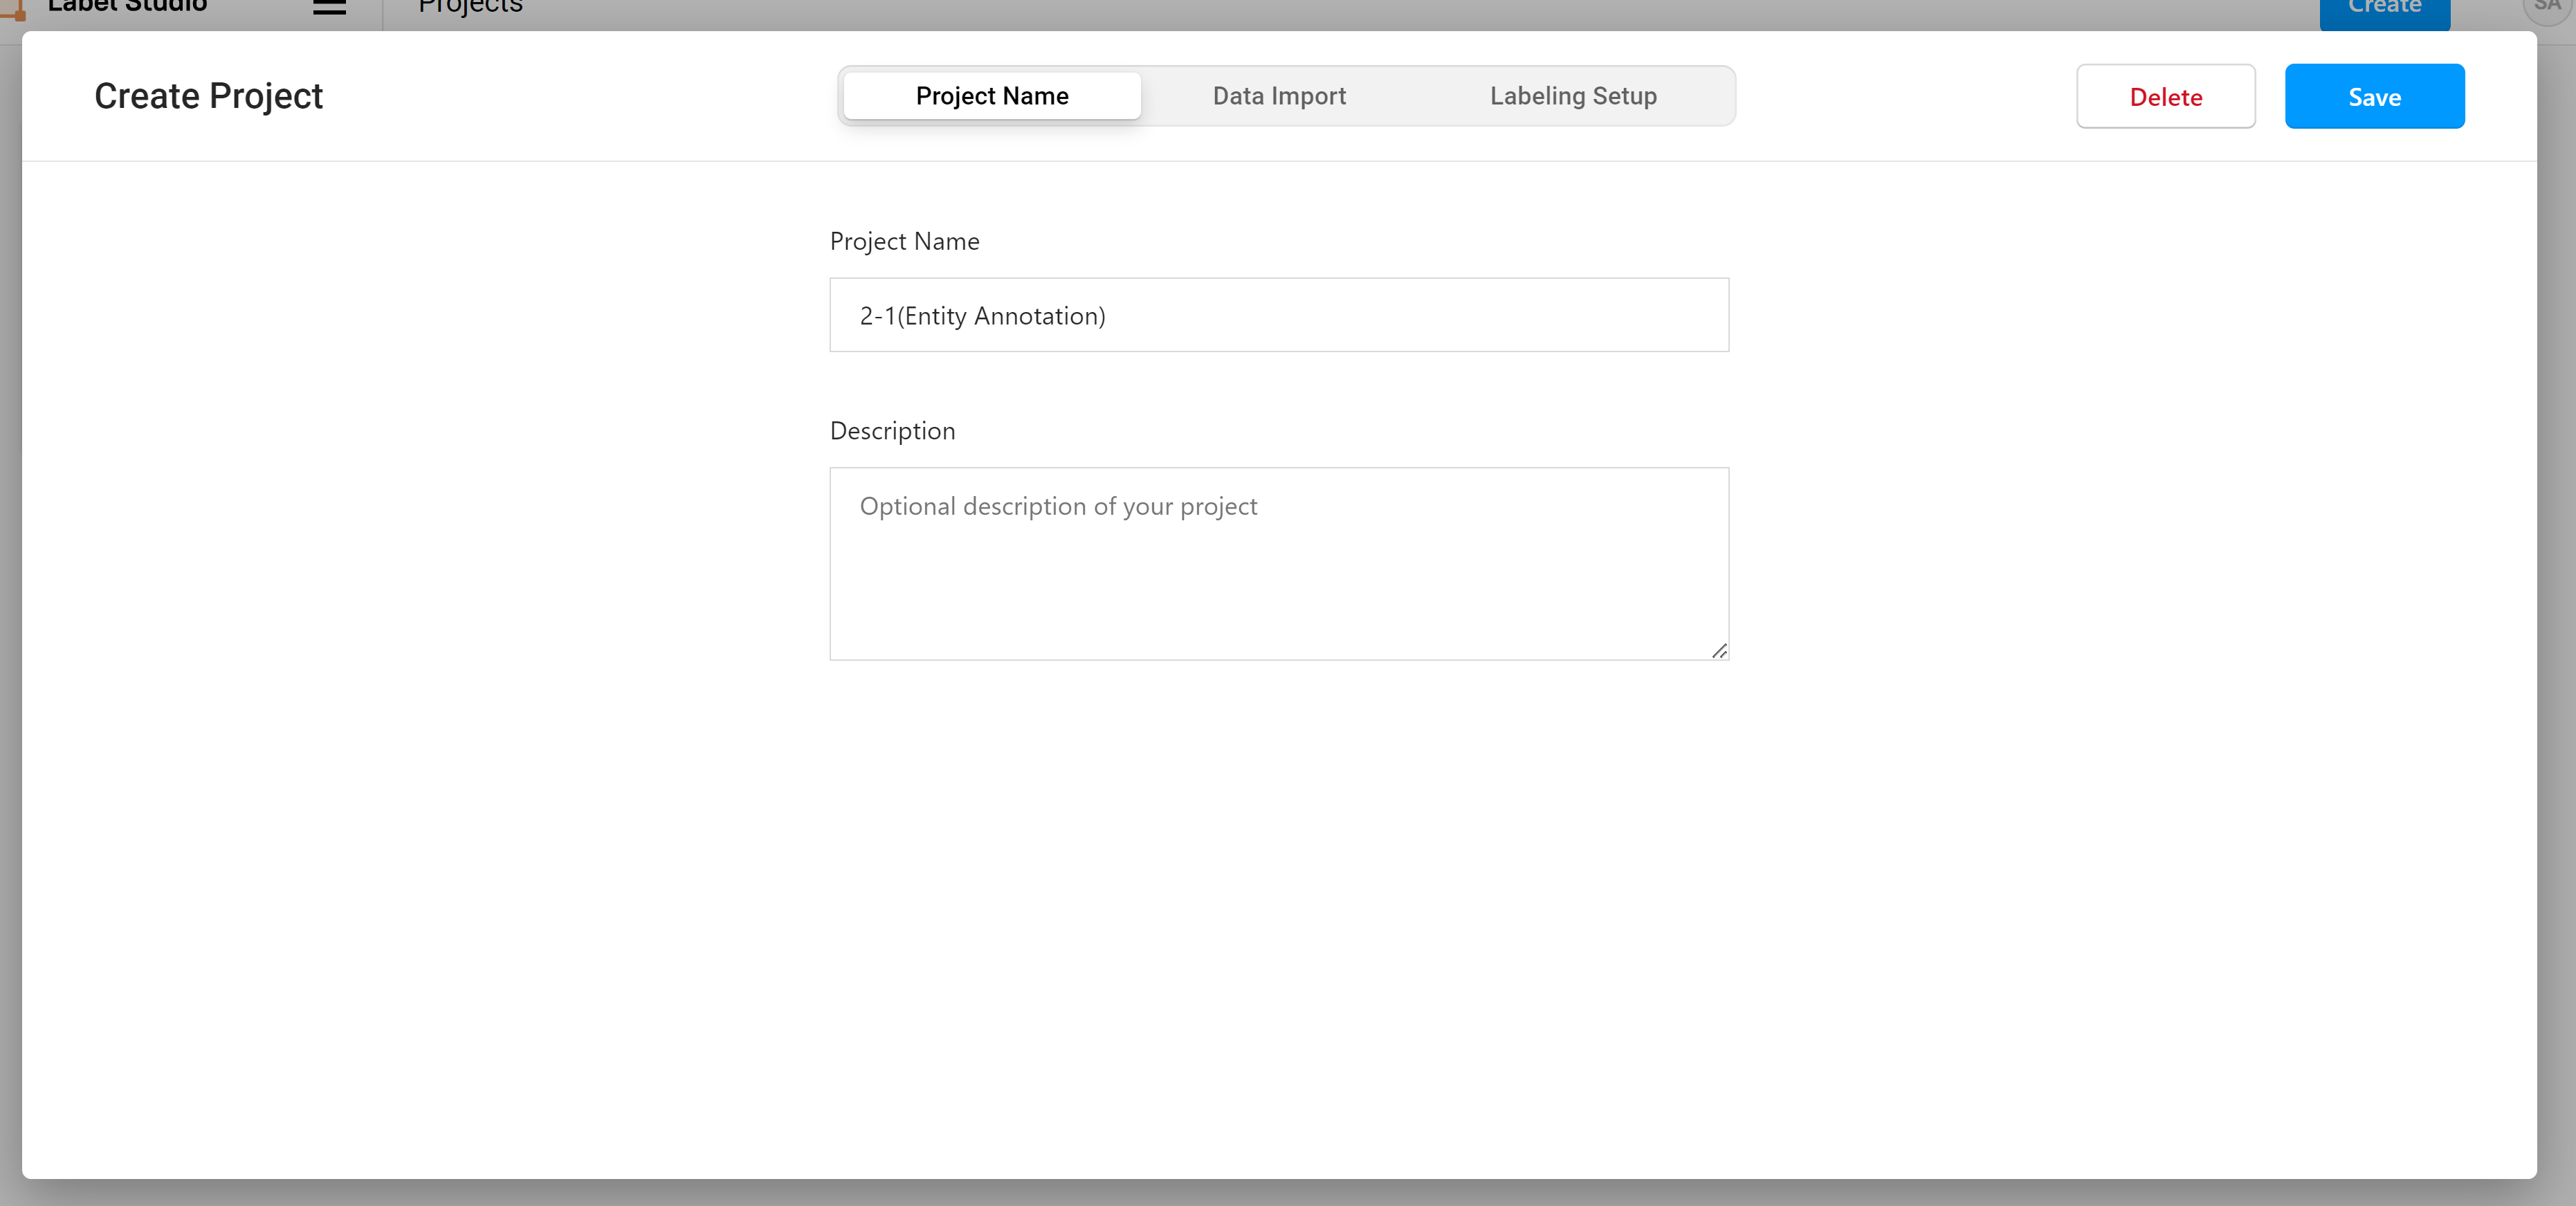 Label Studio
Projects
Create
SA
Create Project
Project Name
Data Import
Labeling Setup
Delete
Save
Project Name
2-1(Entity Annotation)
Description
Optional description of your project